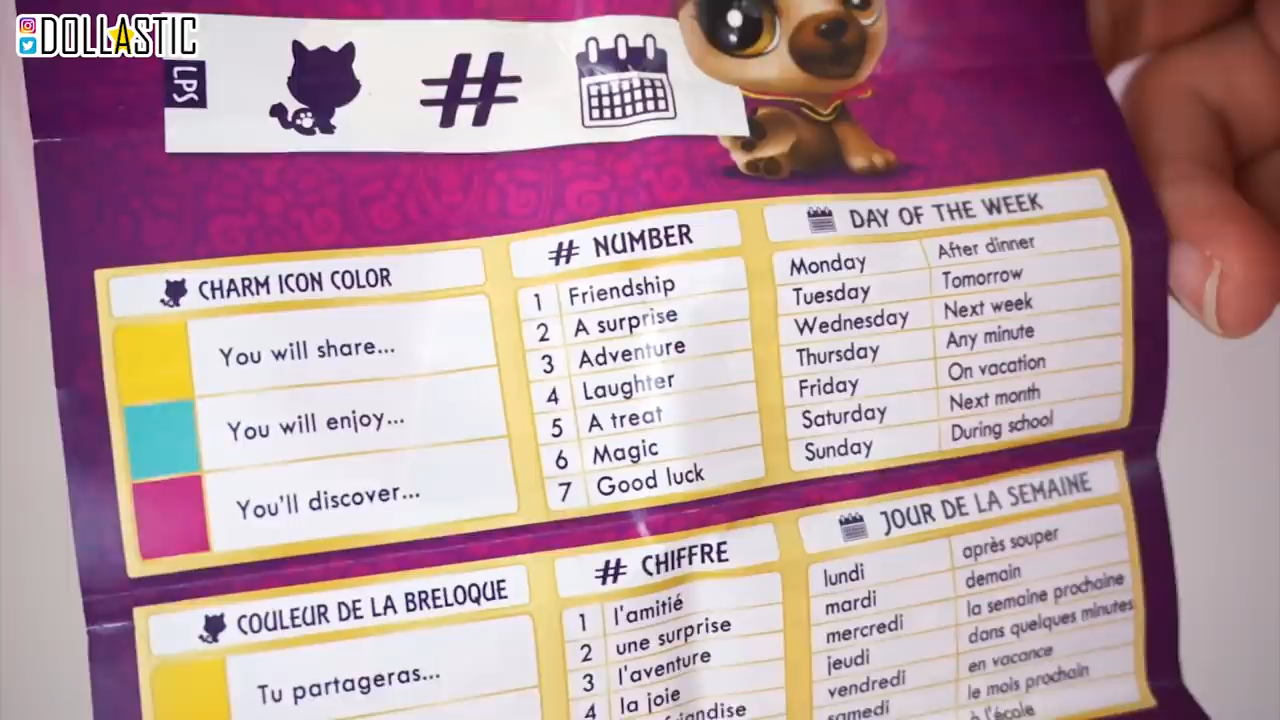 DOLLASTIC
LPS
#
CHARM ICON COLOR
You will share...
You will enjoy...
You'll discover...
# NUMBER
1 Friendship
2 A surprise
3 Adventure
4 Laughter
5 A treat
6 Magic
7 Good luck
DAY OF THE WEEK
Monday After dinner
Tuesday Tomorrow
Wednesday Next week
Thursday Any minute
Friday On vacation
Saturday Next month
Sunday During school
COULEUR DE LA BRELOQUE
Tu partageras...
# CHIFFRE
1 l'amitié
2 une surprise
3 l'aventure
4 la joie
JOUR DE LA SEMAINE
lundi après souper
mardi demain
mercredi la semaine prochaine
jeudi dans quelques minutes
vendredi en vacance
samedi le mois prochain
à l'école